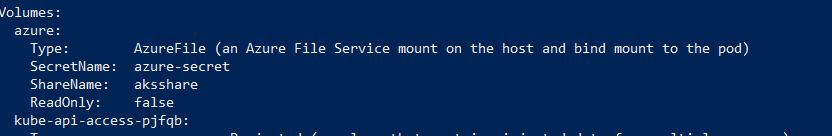 Volumes:
azure:
Type: AzureFile (an Azure File Service mount on the host and bind mount to the pod)
SecretName: azure-secret
ShareName: aksshare
ReadOnly: false
kube-api-access-pjfqb: